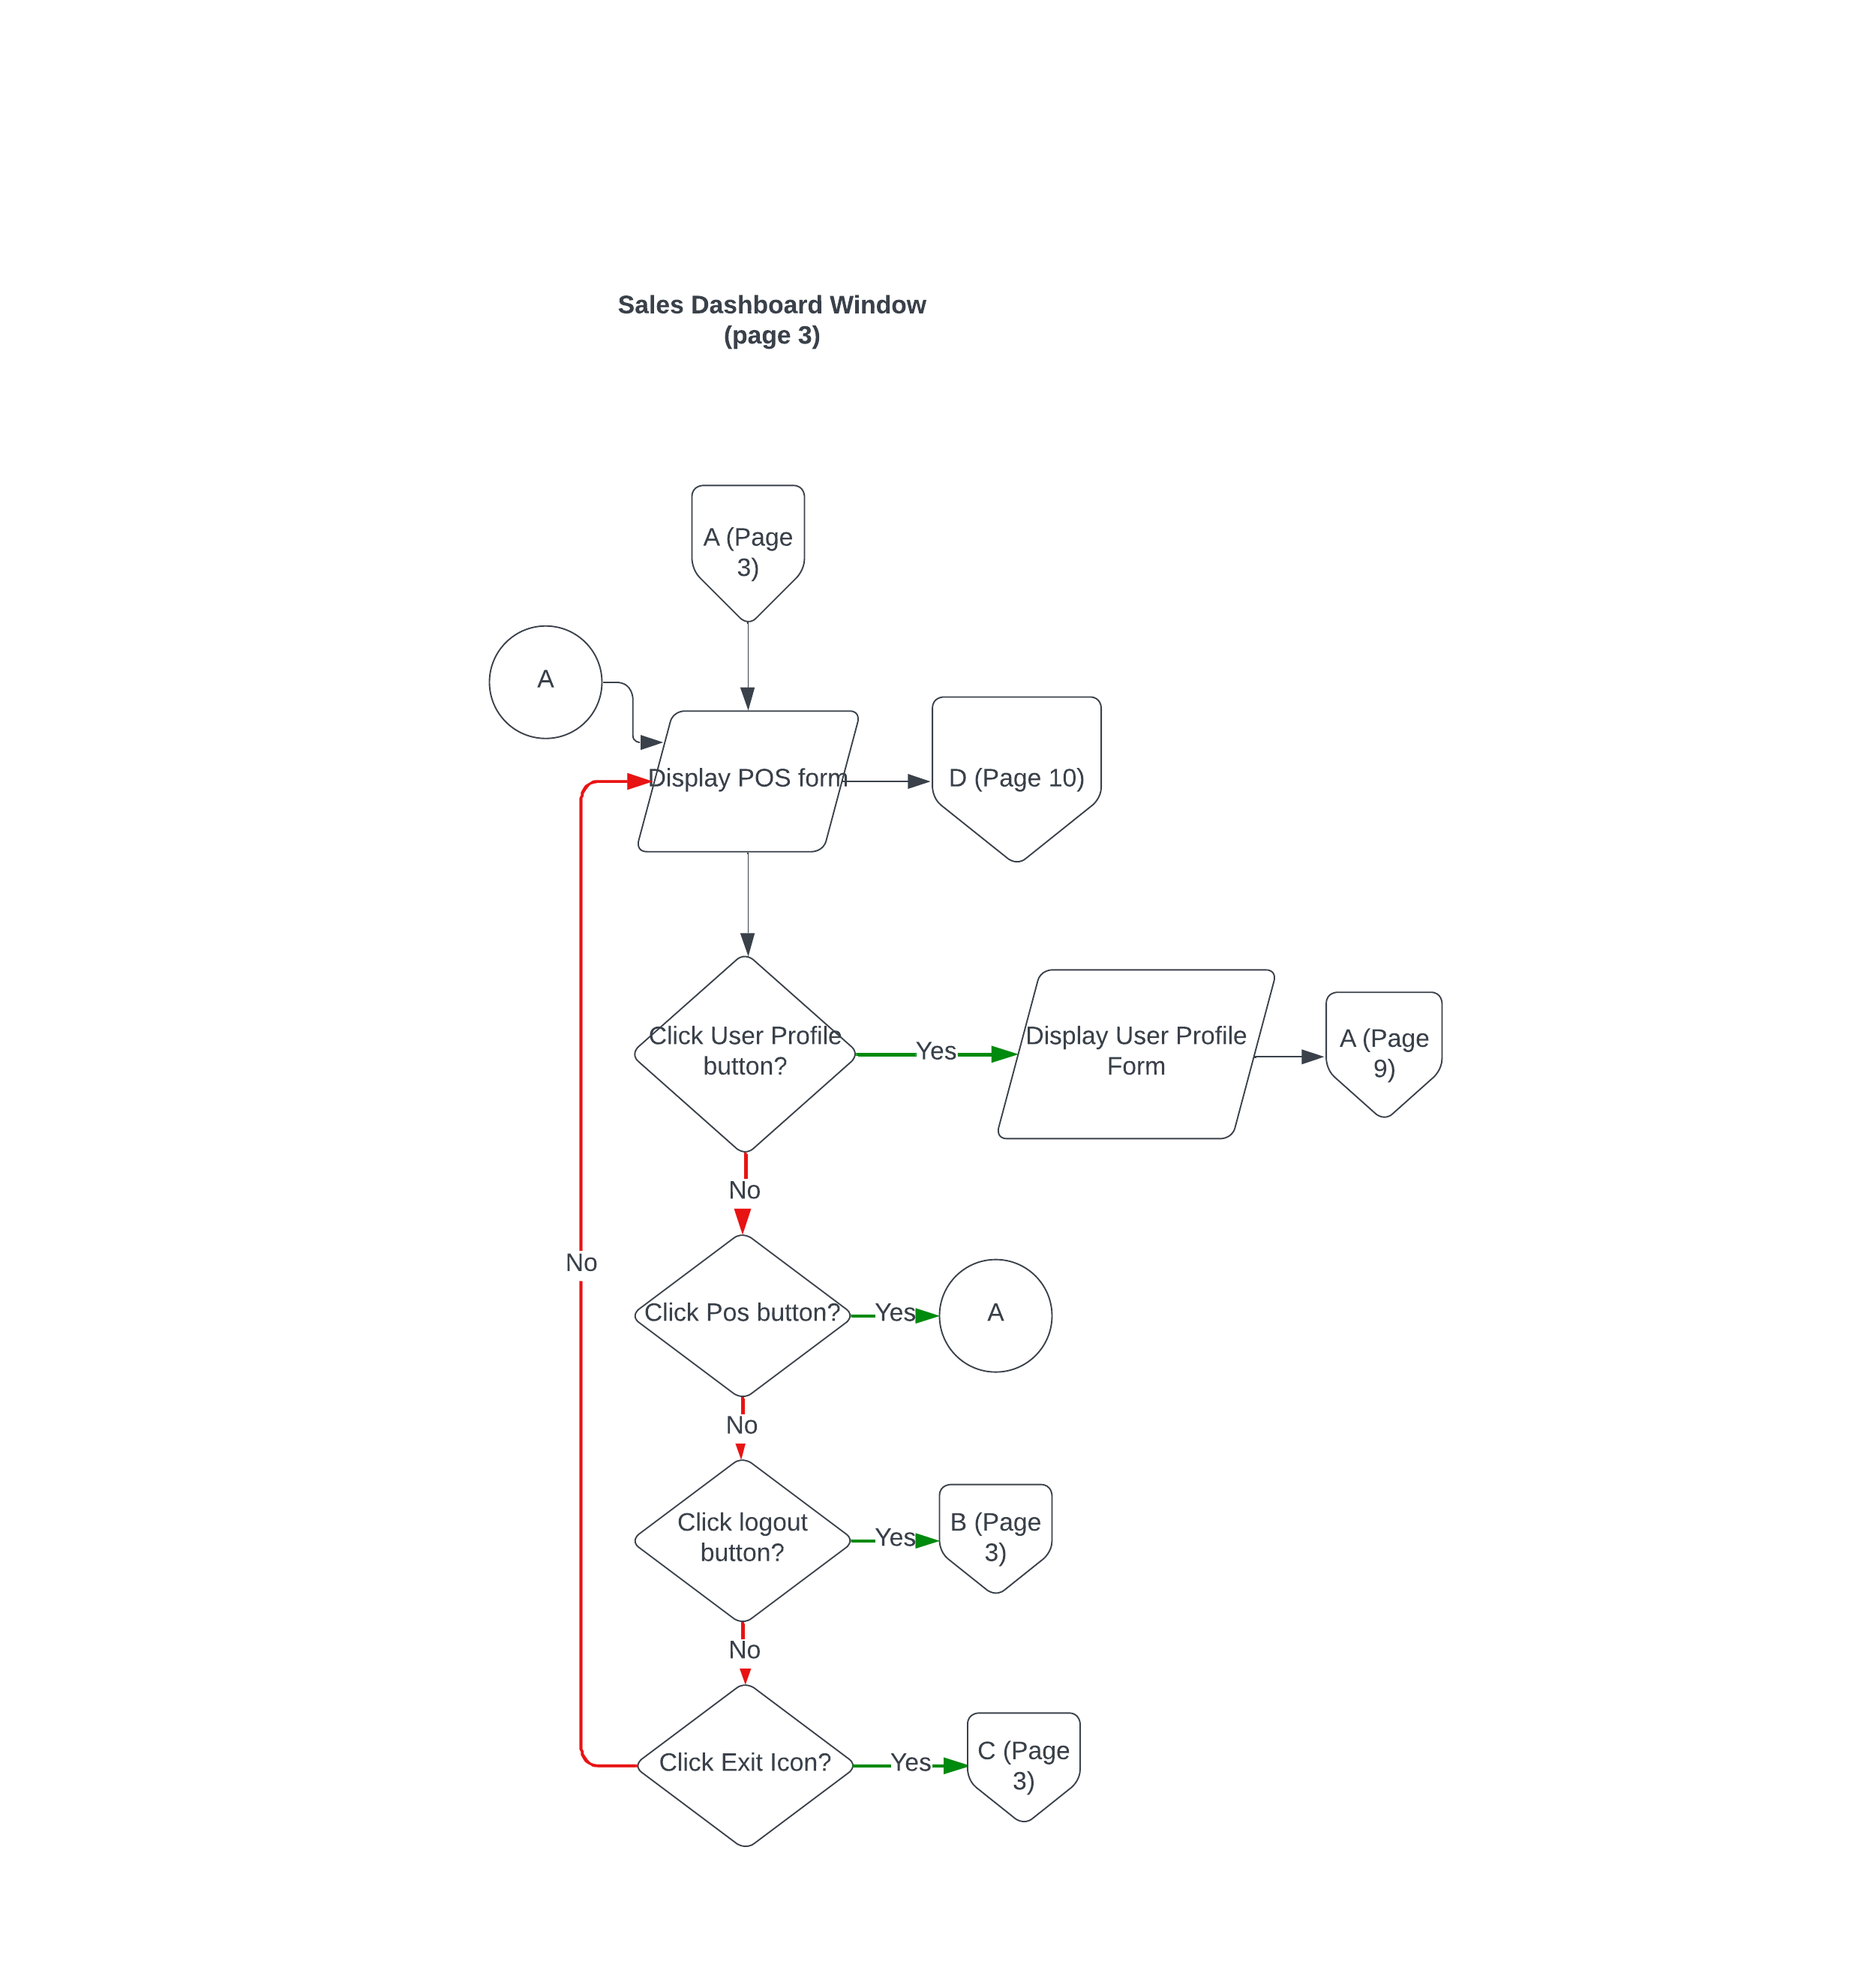 Sales Dashboard Window
(page 3)
A (Page
3)
A
Display POS form
D (Page 10)
Click User Profile
button?
Yes
Display User Profile
Form
A (Page
9)
No
No
Click Pos button?
Yes
A
No
Click logout
button?
Yes
B (Page
3)
No
Click Exit Icon?
Yes
C (Page
3)